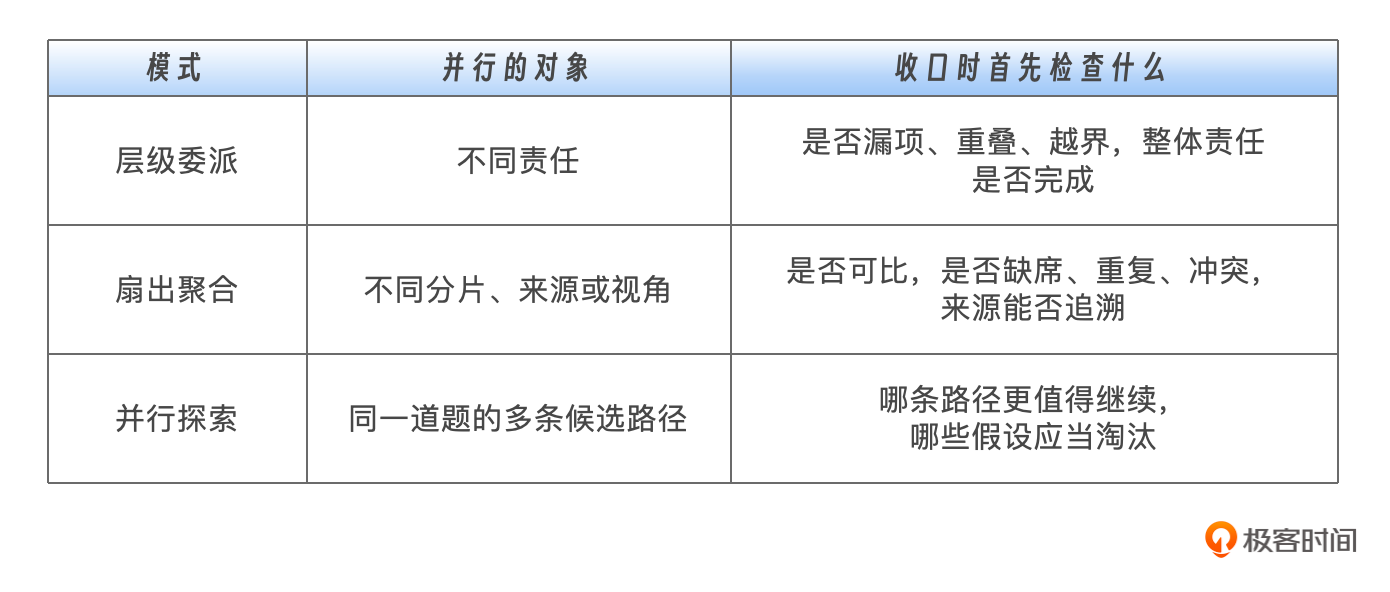 模式
并行的对象
收口时首先检查什么
层级委派
不同责任
是否漏项、重叠、越界，整体责任
是否完成
扇出聚合
不同分片、来源或视角
是否可比，是否缺席、重复、冲突，
来源能否追溯
并行探索
同一道题的多条候选路径
哪条路径更值得继续，
哪些假设应当淘汰
极客时间